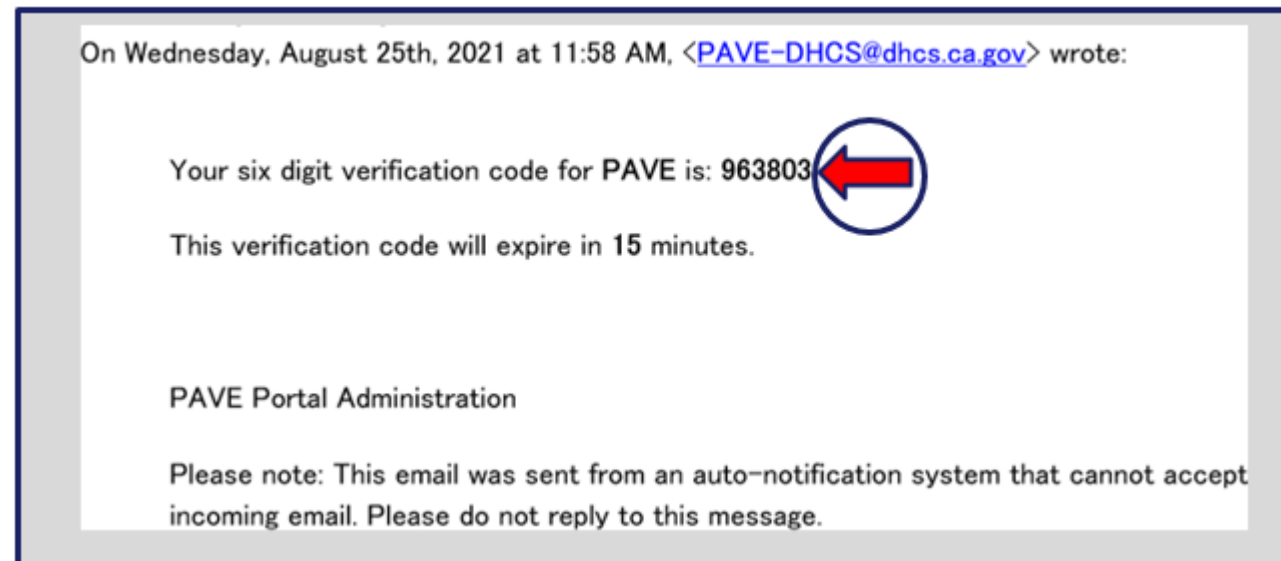 On Wednesday, August 25th, 2021 at 11:58 AM, <PAVE-DHCS@dhcs.ca.gov> wrote:
Your six digit verification code for PAVE is: 963803
This verification code will expire in 15 minutes.
PAVE Portal Administration
Please note: This email was sent from an auto-notification system that cannot accept
incoming email. Please do not reply to this message.